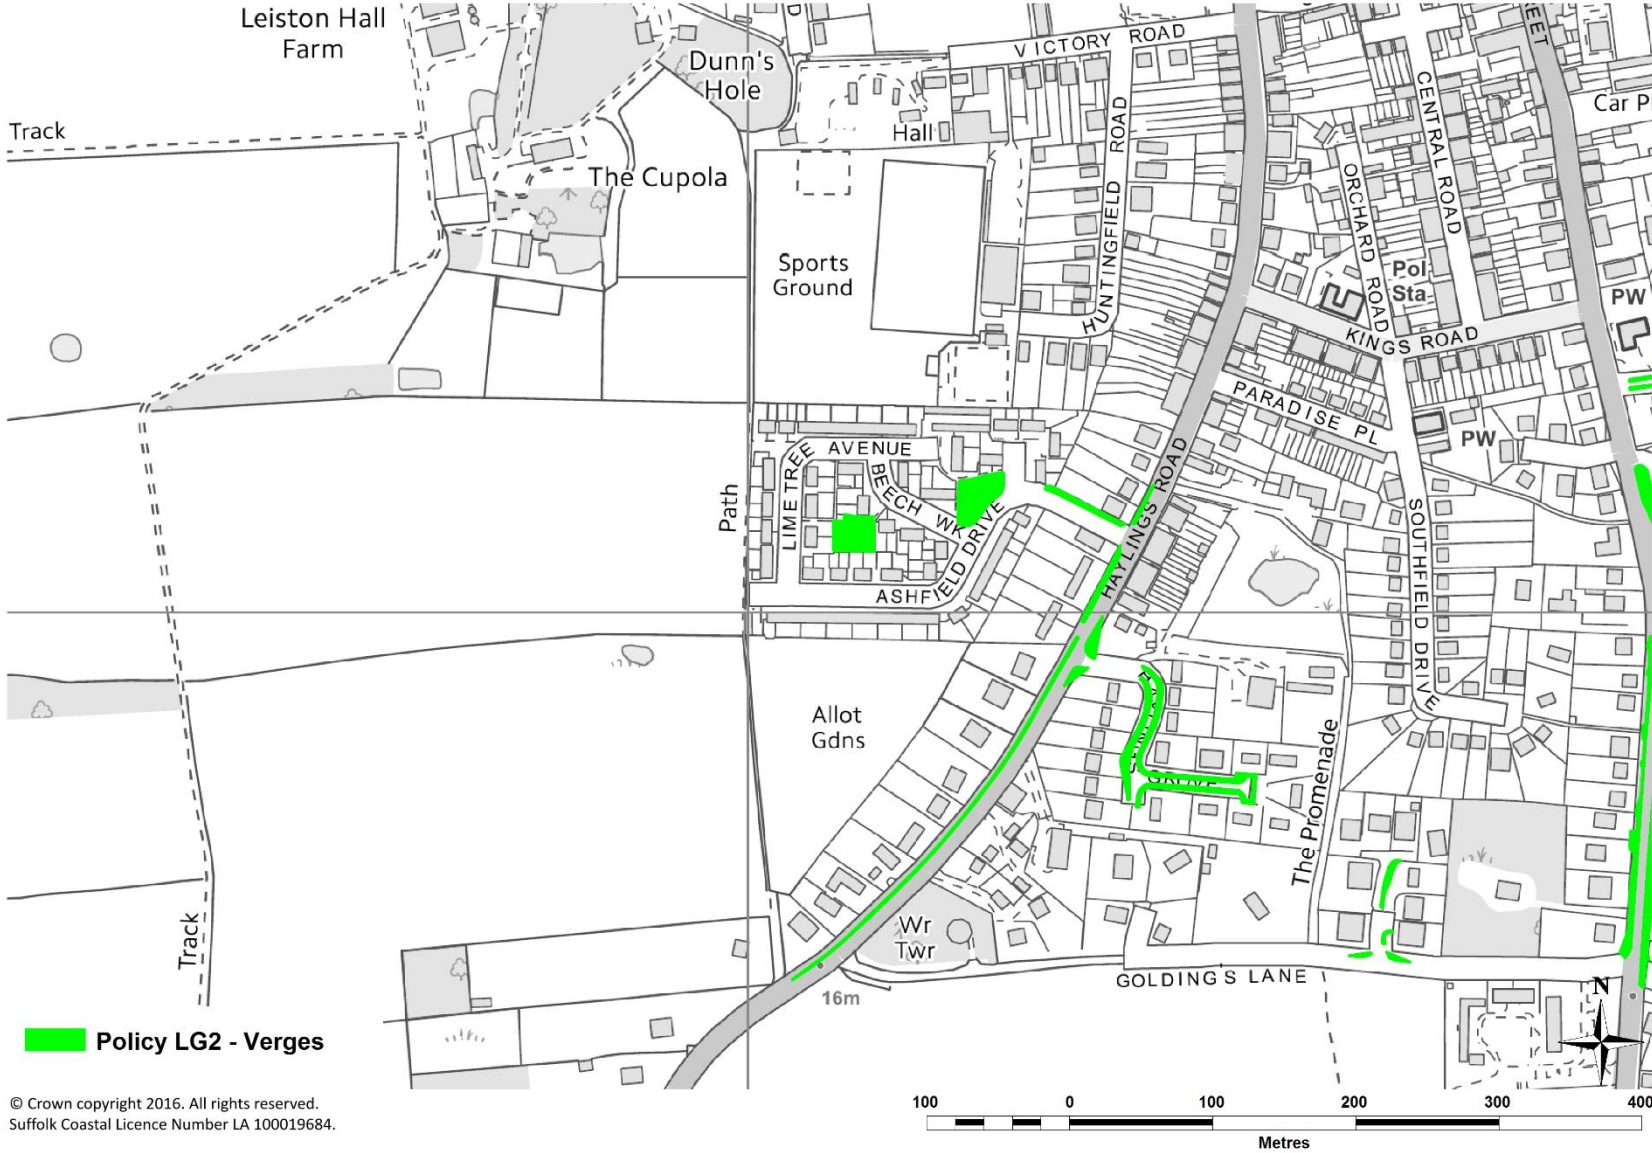 Leiston Hall
Farm
Dunn's
Hole
VICTORY ROAD
STREET
Car P
Track
Hall
HUNTINGFIELD ROAD
CENTRAL ROAD
ORCHARD ROAD
The Cupola
Sports
Ground
Pol
Sta
PW
KINGS ROAD
PARADISE PL
PW
LIME TREE AVENUE
BEECH WK
Path
ASHFIELD DRIVE
HAYLINGS ROAD
SOUTHFIELD DRIVE
Allot
Gdns
GROVE
The Promenade
Track
Wr
Twr
GOLDING'S LANE
16m
N
Policy LG2 - Verges
© Crown copyright 2016. All rights reserved.
Suffolk Coastal Licence Number LA 100019684.
100 0 100 200 300 400
Metres